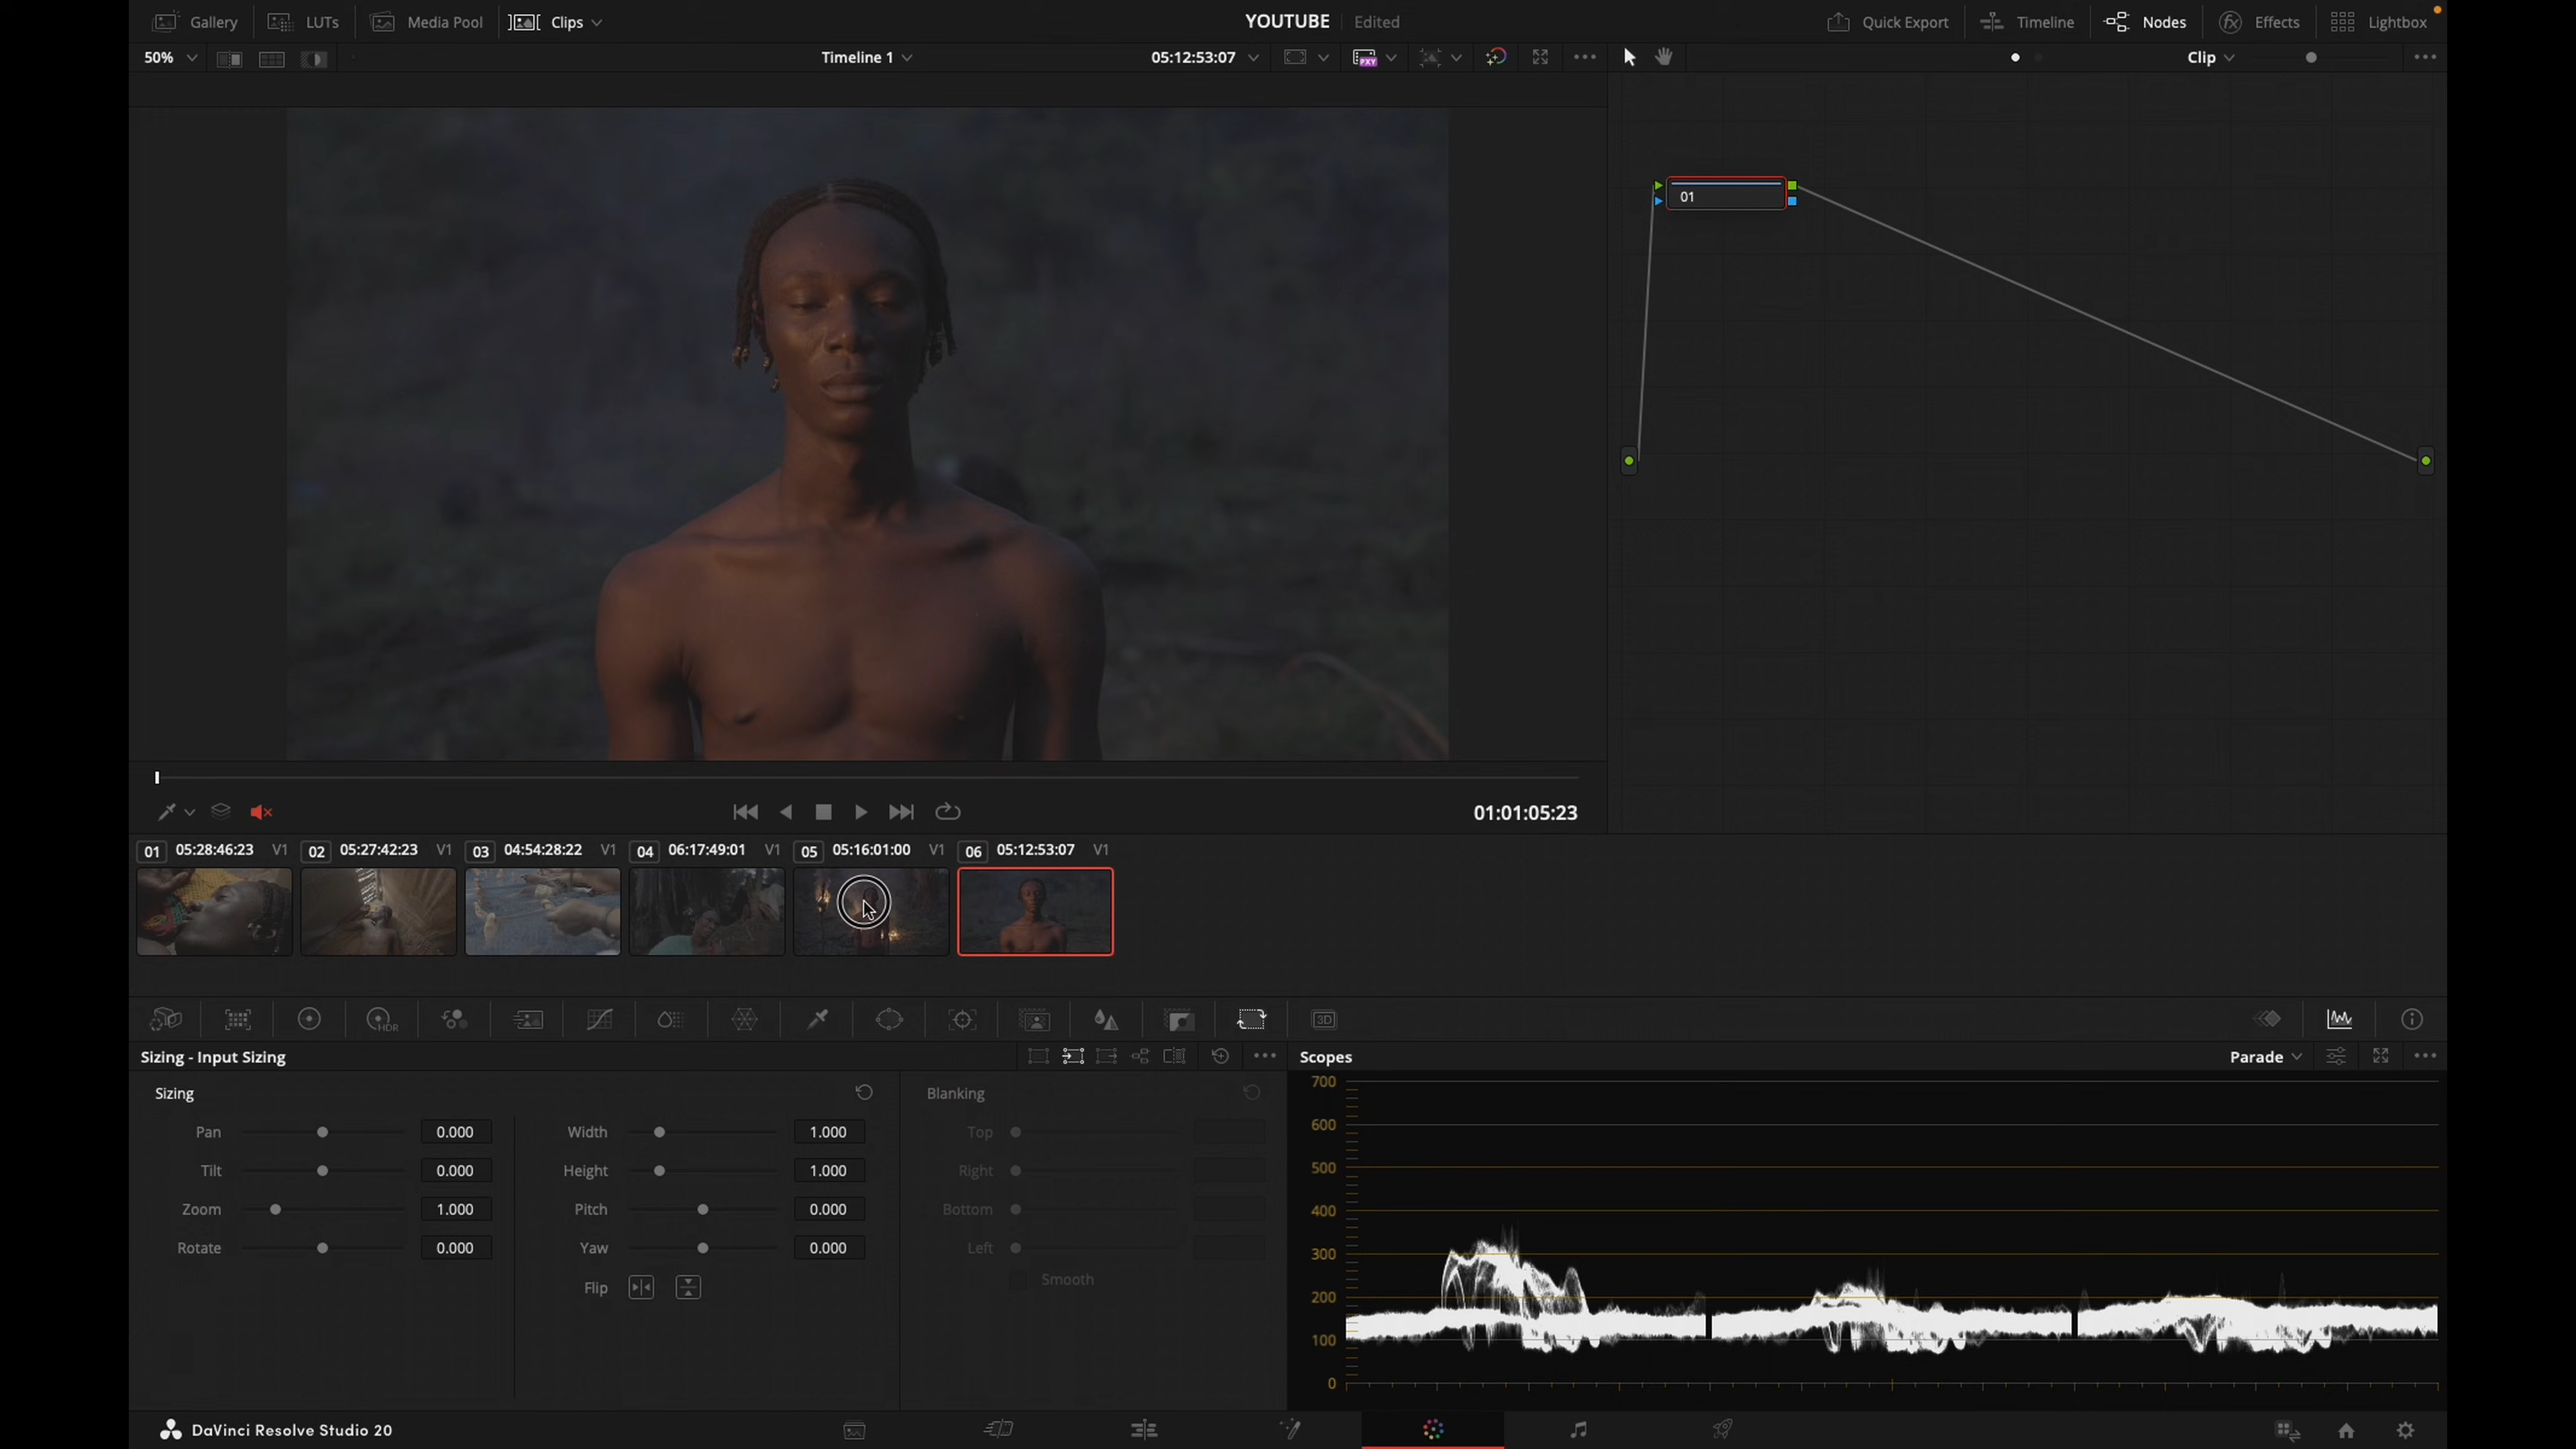 Gallery LUTs Media Pool Clips YOUTUBE Edited Quick Export Timeline Nodes Effects Lightbox
50% Timeline 1 05:12:53:07 PXY Clip
01
01:01:05:23
01 05:28:46:23 V1 02 05:27:42:23 V1 03 04:54:28:22 V1 04 06:17:49:01 V1 05 05:16:01:00 V1 06 05:12:53:07 V1
HDR 3D
Sizing - Input Sizing
Scopes Parade
Sizing
Blanking
Pan 0.000 Width 1.000 Top
Tilt 0.000 Height 1.000 Right
Zoom 1.000 Pitch 0.000 Bottom
Rotate 0.000 Yaw 0.000 Left
Flip
Smooth
700
600
500
400
300
200
100
0
DaVinci Resolve Studio 20